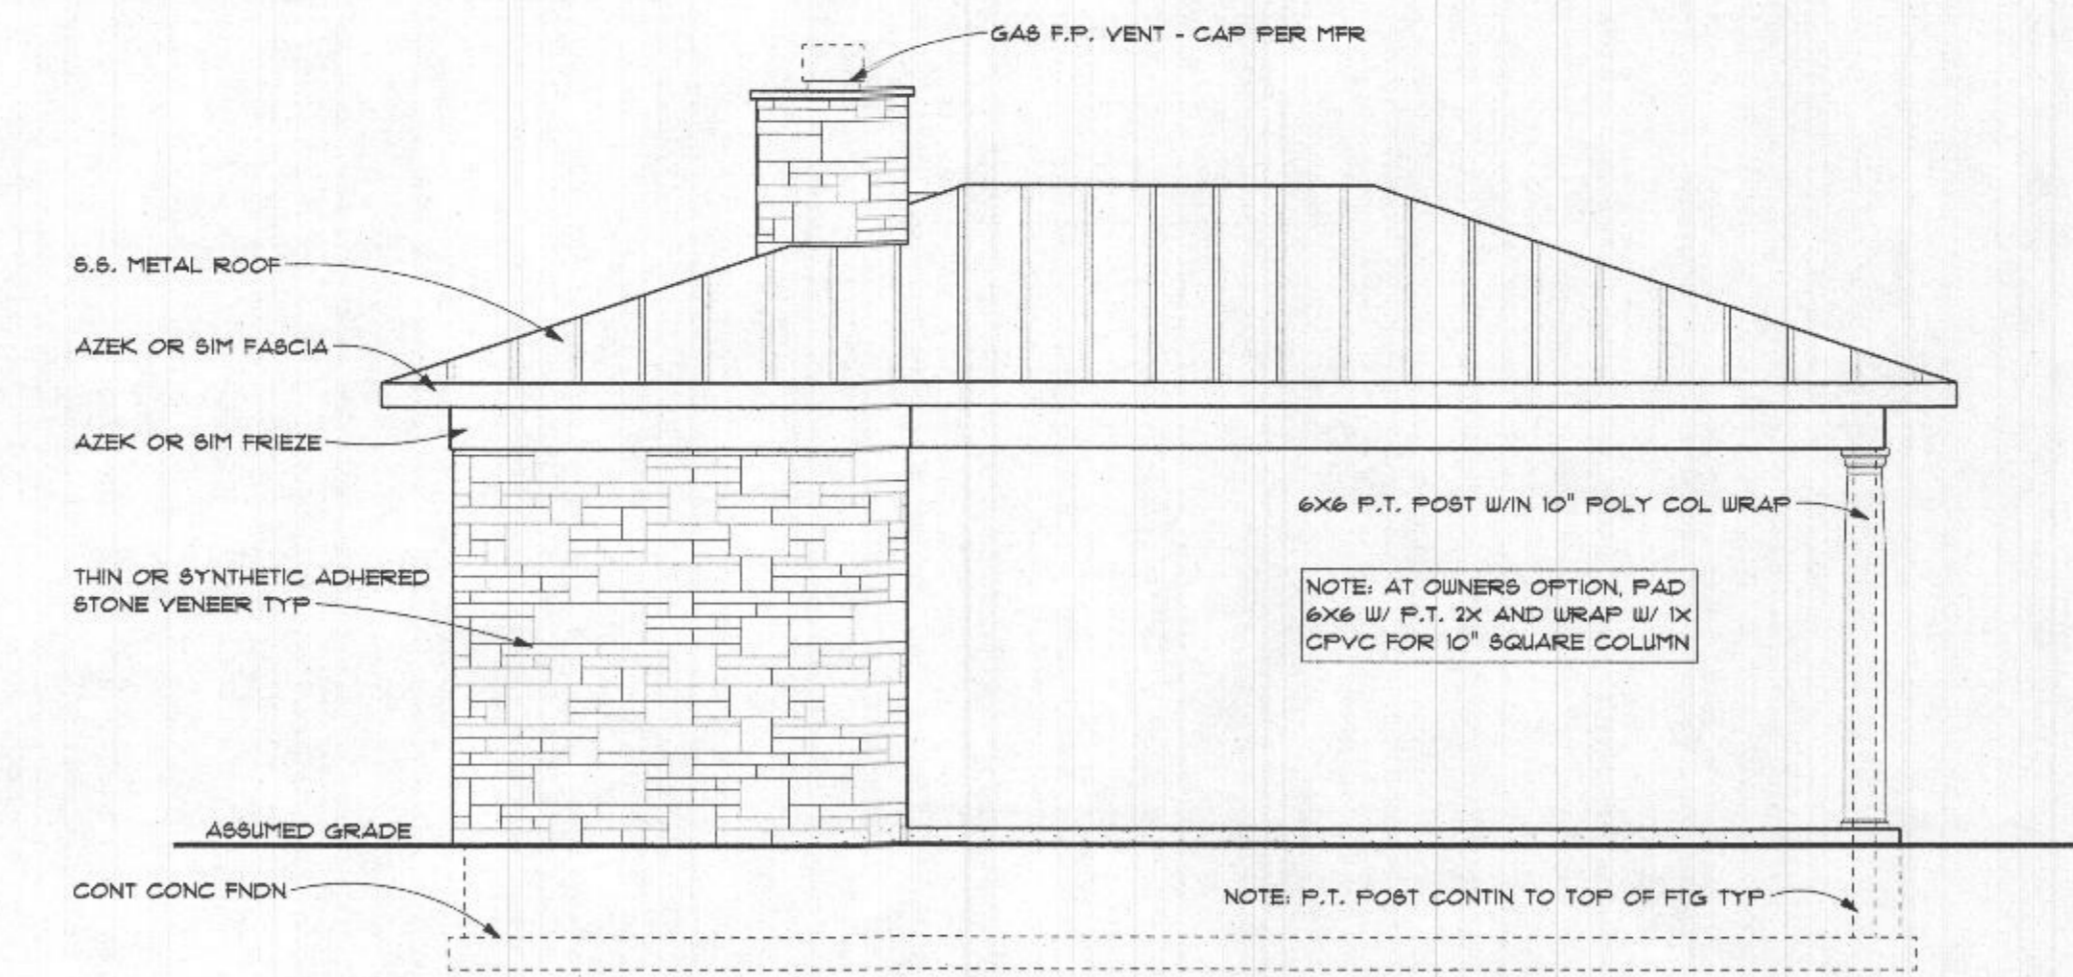 GAS F.P. VENT - CAP PER MFR
S.S. METAL ROOF
AZEK OR SIM FASCIA
AZEK OR SIM FRIEZE
6X6 P.T. POST W/IN 10" POLY COL WRAP
THIN OR SYNTHETIC ADHERED
STONE VENEER TYP
NOTE: AT OWNERS OPTION, PAD
6X6 W/ P.T. 2X AND WRAP W/ 1X
CPVC FOR 10" SQUARE COLUMN
ASSUMED GRADE
CONT CONC FNDN
NOTE: P.T. POST CONTIN TO TOP OF FTG TYP